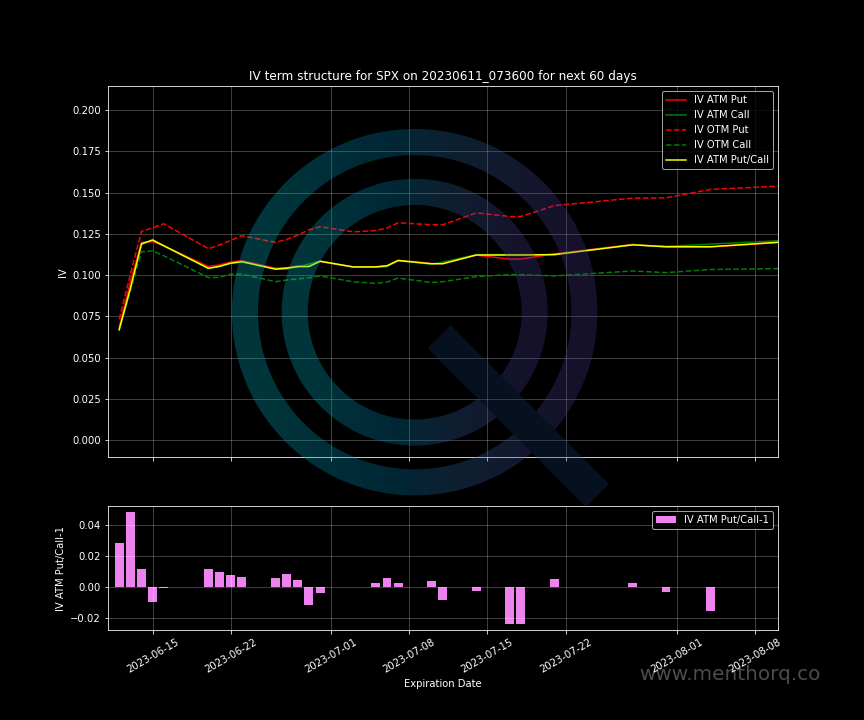 IV term structure for SPX on 20230611_073600 for next 60 days
IV ATM Put
IV ATM Call
IV OTM Put
IV OTM Call
IV ATM Put/Call
IV
0.200
0.175
0.150
0.125
0.100
0.075
0.050
0.025
0.000
IV ATM Put/Call-1
IV ATM Put/Call-1
0.04
0.02
0.00
−0.02
2023-06-15
2023-06-22
2023-07-01
2023-07-08
2023-07-15
2023-07-22
2023-08-01
2023-08-08
Expiration Date
www.menthorq.co